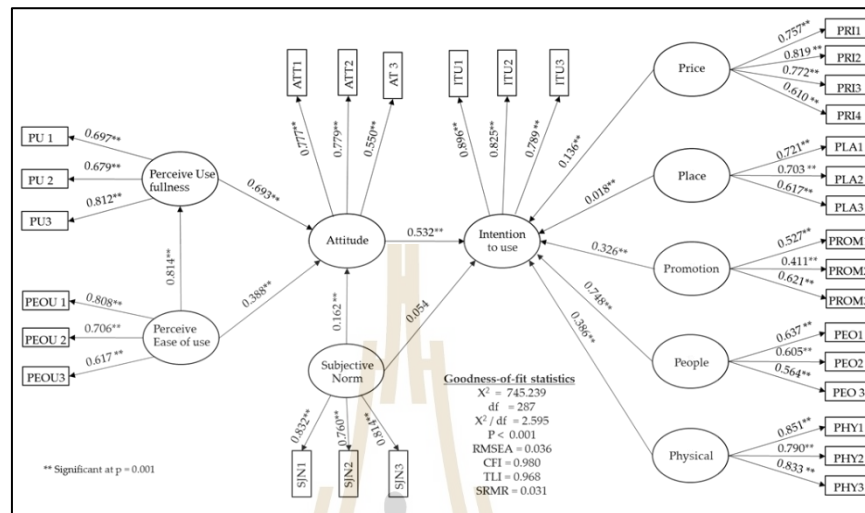 ATT1
ATT2
AT 3
ITU1
ITU2
ITU3
0.777**
0.779**
0.550**
0.896**
0.825**
0.789**
PU 1
PU 2
PU3
0.697**
0.679**
0.812**
Perceive Use
fullness
0.693**
0.814**
PEOU 1
PEOU 2
PEOU3
0.808**
0.706**
0.617**
Perceive
Ease of use
0.388**
Attitude
0.532**
Intention
to use
0.162**
0.054
Subjective
Norm
0.832**
0.760**
0.814**
SJN1
SJN2
SJN3
Price
0.757**
0.819**
0.772**
0.610**
PRI1
PRI2
PRI3
PRI4
0.136**
Place
0.721**
0.703**
0.617**
PLA1
PLA2
PLA3
0.018**
Promotion
0.527**
0.411**
0.621**
PROM1
PROM2
PROM3
0.326**
People
0.637**
0.605**
0.564**
PEO1
PEO2
PEO 3
0.748**
Physical
0.851**
0.790**
0.833**
PHY1
PHY2
PHY3
0.386**
Goodness-of-fit statistics
X² = 745.239
df = 287
X² / df = 2.595
P < 0.001
RMSEA = 0.036
CFI = 0.980
TLI = 0.968
SRMR = 0.031
** Significant at p = 0.001